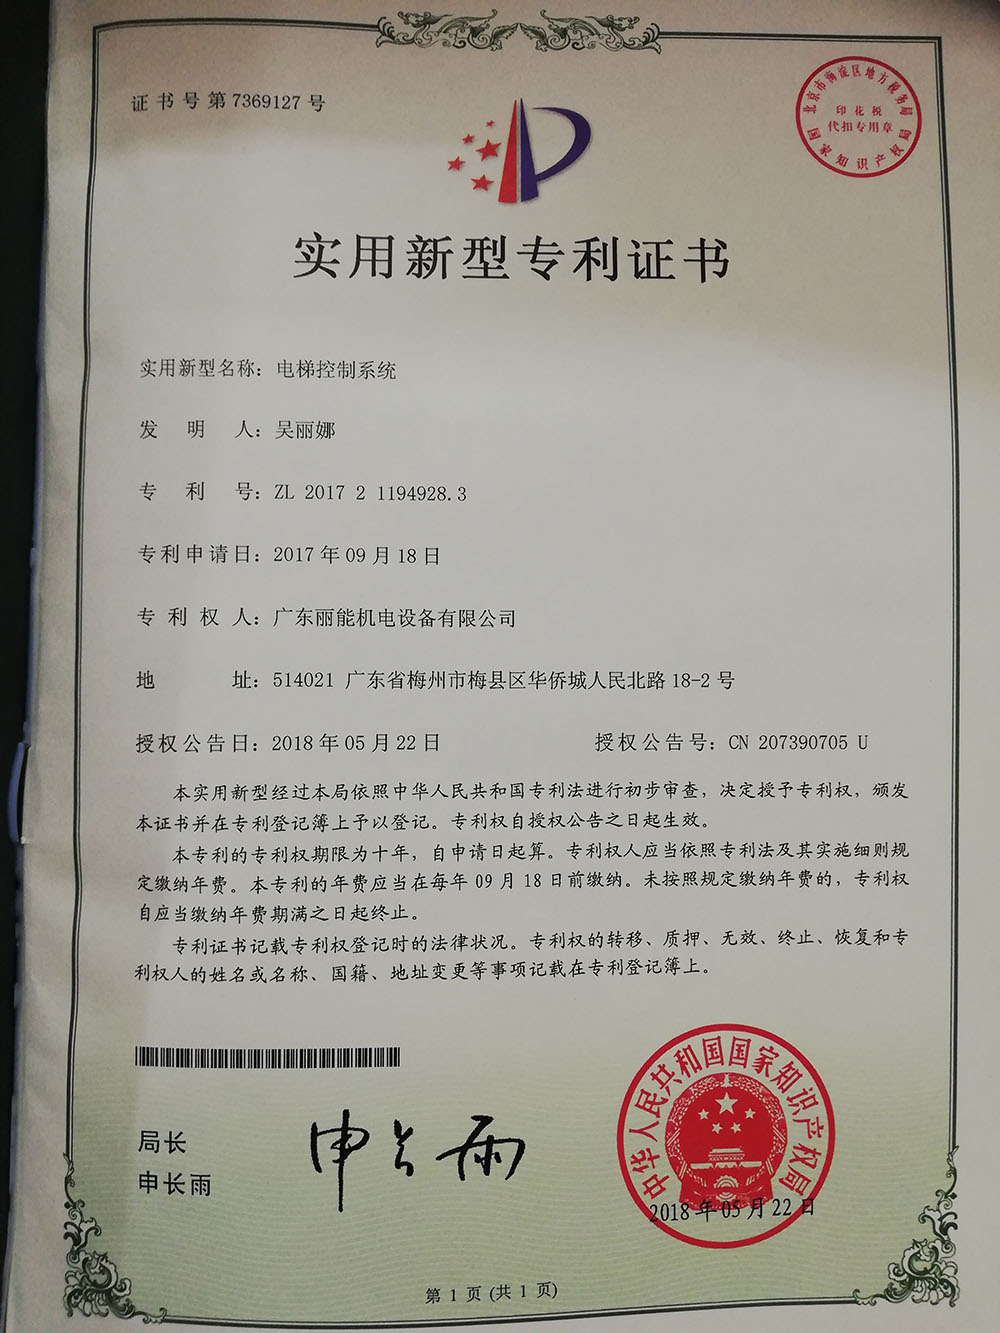 证书号第7369127号
北京市海淀区地方税务局
印花税
代扣专用章
国家知识产权局
实用新型专利证书
实用新型名称：电梯控制系统
发明人：吴丽娜
专利号：ZL 2017 2 1194928.3
专利申请日：2017年09月18日
专利权人：广东丽能机电设备有限公司
地址：514021 广东省梅州市梅县区华侨城人民北路18-2号
授权公告日：2018年05月22日 授权公告号：CN 207390705 U
本实用新型经过本局依照中华人民共和国专利法进行初步审查，决定授予专利权，颁发
本证书并在专利登记簿上予以登记。专利权自授权公告之日起生效。
本专利的专利权期限为十年，自申请日起算。专利权人应当依照专利法及其实施细则规
定缴纳年费。本专利的年费应当在每年09月18日前缴纳。未按照规定缴纳年费的，专利权
自应当缴纳年费期满之日起终止。
专利证书记载专利权登记时的法律状况。专利权的转移、质押、无效、终止、恢复和专
利权人的姓名或名称、国籍、地址变更等事项记载在专利登记簿上。
局长
申长雨
申长雨
中华人民共和国国家知识产权局
2018年05月22日
第1页(共1页)